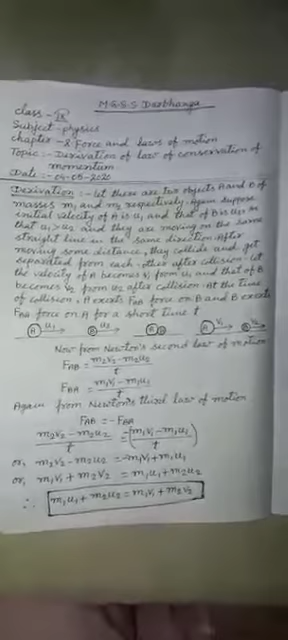 M.G.S.S Darbhanga
Class - IX
Subject - physics
Chapter - 8 Force and laws of motion
Topic :- Derivation of law of conservation of
momentum
Date :- 04-05-2020
Derivation :- Let there are two objects A and B of
masses m₁ and m₂ respectively. Again suppose
initial velocity of A is u₁ and that of B is u₂, so
that u₁ > u₂ and they are moving on the same
straight line in the same direction. After
moving some distance, they collide and get
separated from each-other after collision. Let
the velocity of A becomes v₁ from u₁ and that of B
becomes v₂ from u₂ after collision. At the time
of collision, A exerts FAB force on B and B exerts
FBA force on A for a short time t
A u₁ B u₂ A B A V₁ B V₂
Now from Newton's second law of motion
FAB = m₂v₂ - m₂u₂ / t
FBA = m₁v₁ - m₁u₁ / t
Again from Newton's third law of motion
FAB = - FBA
m₂v₂ - m₂u₂ / t = - (m₁v₁ - m₁u₁ / t)
or, m₂v₂ - m₂u₂ = -m₁v₁ + m₁u₁
or, m₂v₂ + m₁v₁ = m₁u₁ + m₂u₂
∴ m₁u₁ + m₂u₂ = m₁v₁ + m₂v₂